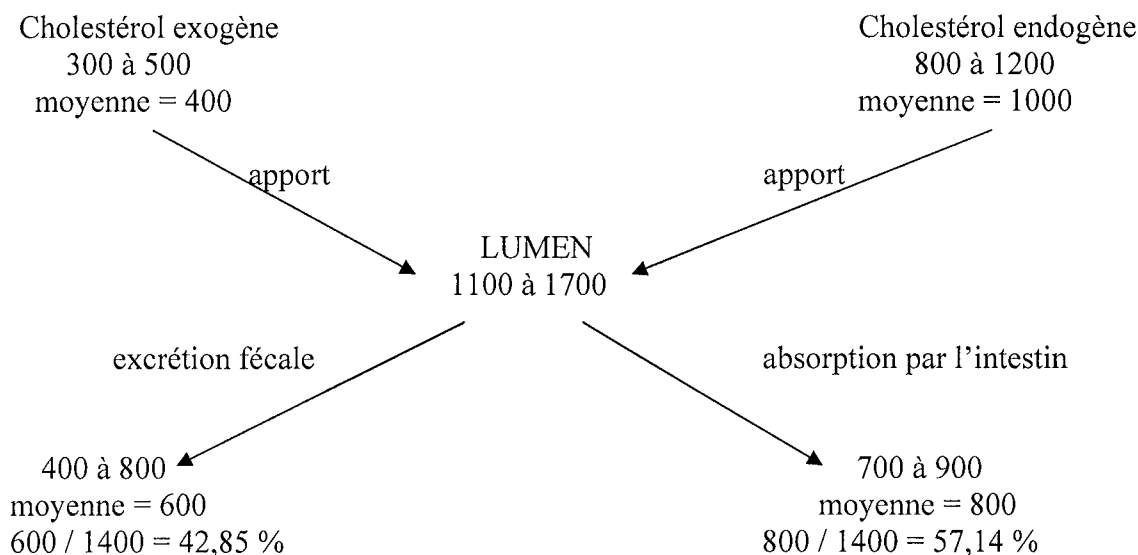 Cholestérol exogène
300 à 500
moyenne = 400
Cholestérol endogène
800 à 1200
moyenne = 1000
apport
apport
LUMEN
1100 à 1700
excrétion fécale
absorption par l’intestin
400 à 800
moyenne = 600
600 / 1400 = 42,85 %
700 à 900
moyenne = 800
800 / 1400 = 57,14 %